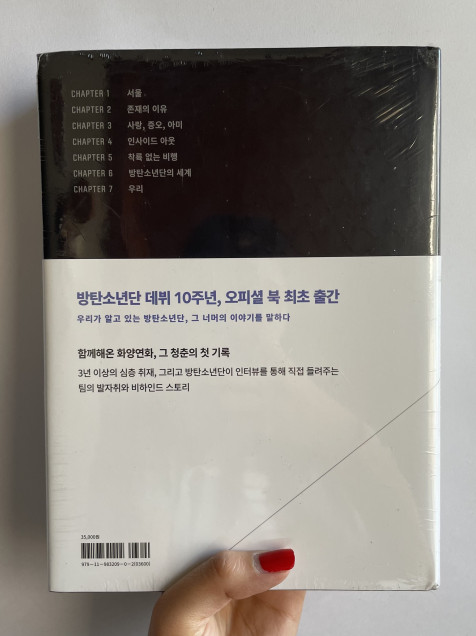 CHAPTER 1 서울
CHAPTER 2 존재의 이유
CHAPTER 3 사랑, 증오, 아미
CHAPTER 4 인사이드 아웃
CHAPTER 5 착륙 없는 비행
CHAPTER 6 방탄소년단의 세계
CHAPTER 7 우리
방탄소년단 데뷔 10주년, 오피셜 북 최초 출간
우리가 알고 있는 방탄소년단, 그 너머의 이야기를 말하다
함께해온 화양연화, 그 청춘의 첫 기록
3년 이상의 심층 취재, 그리고 방탄소년단이 인터뷰를 통해 직접 들려주는
팀의 발자취와 비하인드 스토리
25,000원